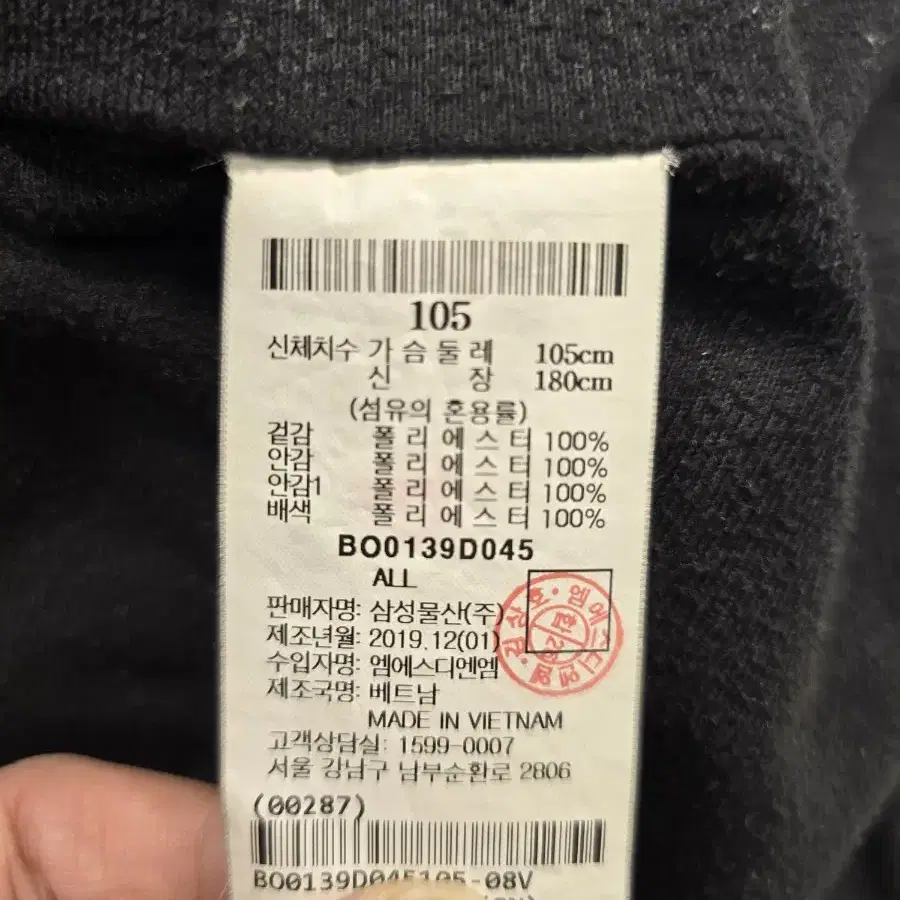 105
신체치수 가 슴 둘 레 105cm
신 장 180cm
(섬유의 혼용률)
겉감 폴 리 에 스 터 100%
안감 폴 리 에 스 터 100%
안감1 폴 리 에 스 터 100%
배색 폴 리 에 스 터 100%
BO0139D045
ALL
판매자명: 삼성물산(주)
제조년월: 2019.12(01)
수입자명: 엠에스디엔엠
제조국명: 베트남
MADE IN VIETNAM
고객상담실: 1599-0007
서울 강남구 남부순환로 2806
(00287)
BO0139D045105-08V